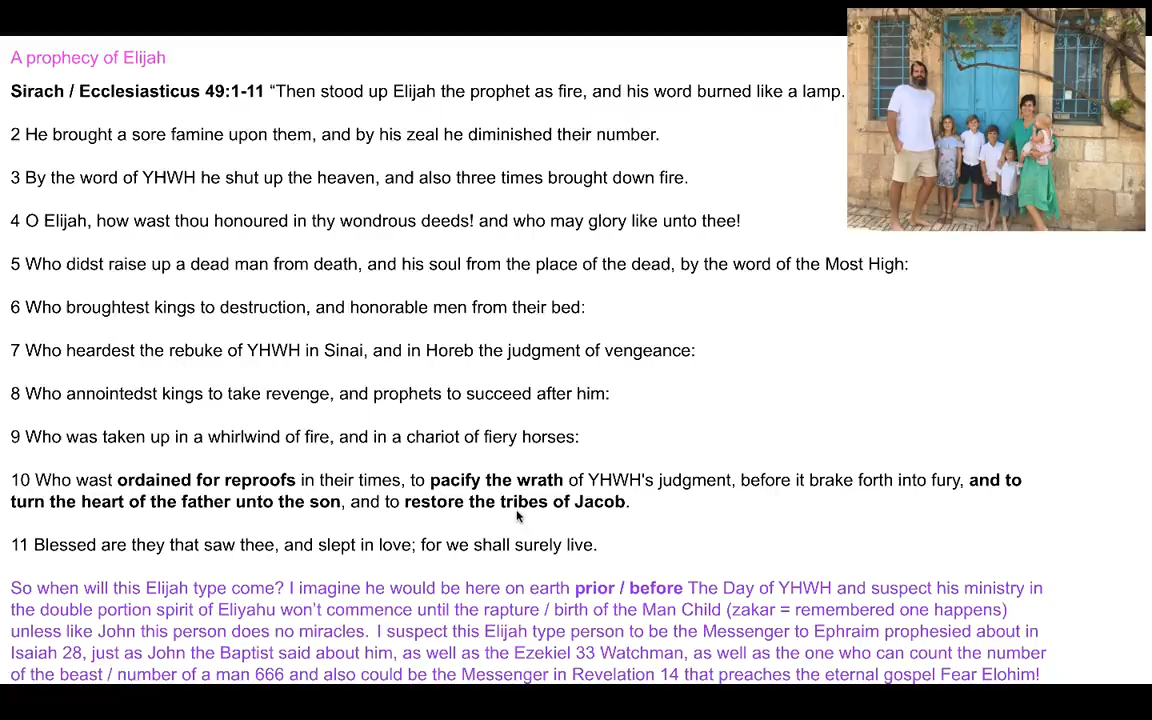 A prophecy of Elijah
Sirach / Ecclesiasticus 49:1-11 “Then stood up Elijah the prophet as fire, and his word burned like a lamp.
2 He brought a sore famine upon them, and by his zeal he diminished their number.
3 By the word of YHWH he shut up the heaven, and also three times brought down fire.
4 O Elijah, how wast thou honoured in thy wondrous deeds! and who may glory like unto thee!
5 Who didst raise up a dead man from death, and his soul from the place of the dead, by the word of the Most High:
6 Who broughtest kings to destruction, and honorable men from their bed:
7 Who heardest the rebuke of YHWH in Sinai, and in Horeb the judgment of vengeance:
8 Who annointedst kings to take revenge, and prophets to succeed after him:
9 Who was taken up in a whirlwind of fire, and in a chariot of fiery horses:
10 Who wast ordained for reproofs in their times, to pacify the wrath of YHWH's judgment, before it brake forth into fury, and to
turn the heart of the father unto the son, and to restore the tribes of Jacob.
11 Blessed are they that saw thee, and slept in love; for we shall surely live.
So when will this Elijah type come? I imagine he would be here on earth prior / before The Day of YHWH and suspect his ministry in
the double portion spirit of Eliyahu won’t commence until the rapture / birth of the Man Child (zakar = remembered one happens)
unless like John this person does no miracles. I suspect this Elijah type person to be the Messenger to Ephraim prophesied about in
Isaiah 28, just as John the Baptist said about him, as well as the Ezekiel 33 Watchman, as well as the one who can count the number
of the beast / number of a man 666 and also could be the Messenger in Revelation 14 that preaches the eternal gospel Fear Elohim!